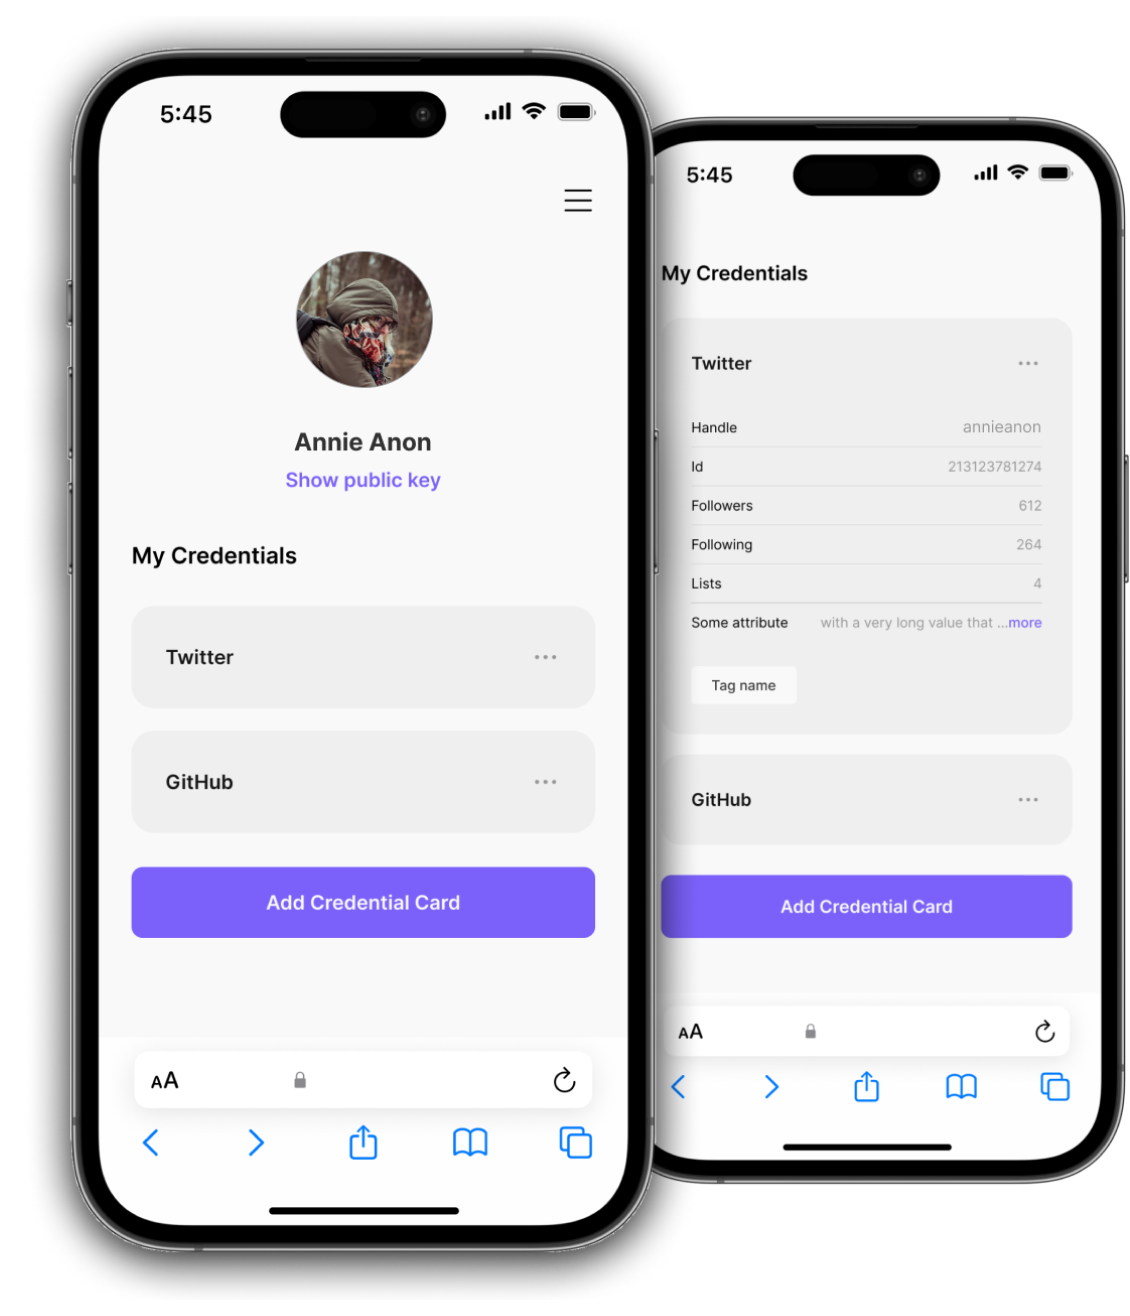 5:45
Annie Anon
Show public key
My Credentials
Twitter
GitHub
Add Credential Card
AA
5:45
My Credentials
Twitter
Handle annieanon
Id 213123781274
Followers 612
Following 264
Lists 4
Some attribute with a very long value that ...more
Tag name
GitHub
Add Credential Card
AA